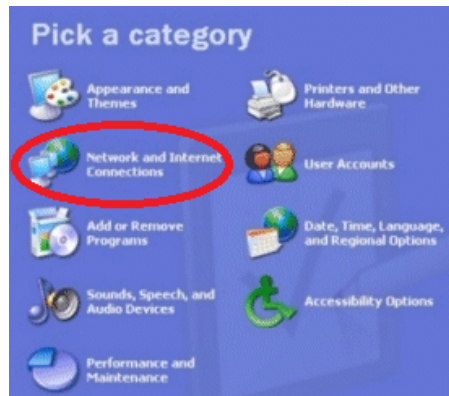 Pick a category
Appearance and
Themes
Printers and Other
Hardware
Network and Internet
Connections
User Accounts
Add or Remove
Programs
Date, Time, Language,
and Regional Options
Sounds, Speech, and
Audio Devices
Accessibility Options
Performance and
Maintenance